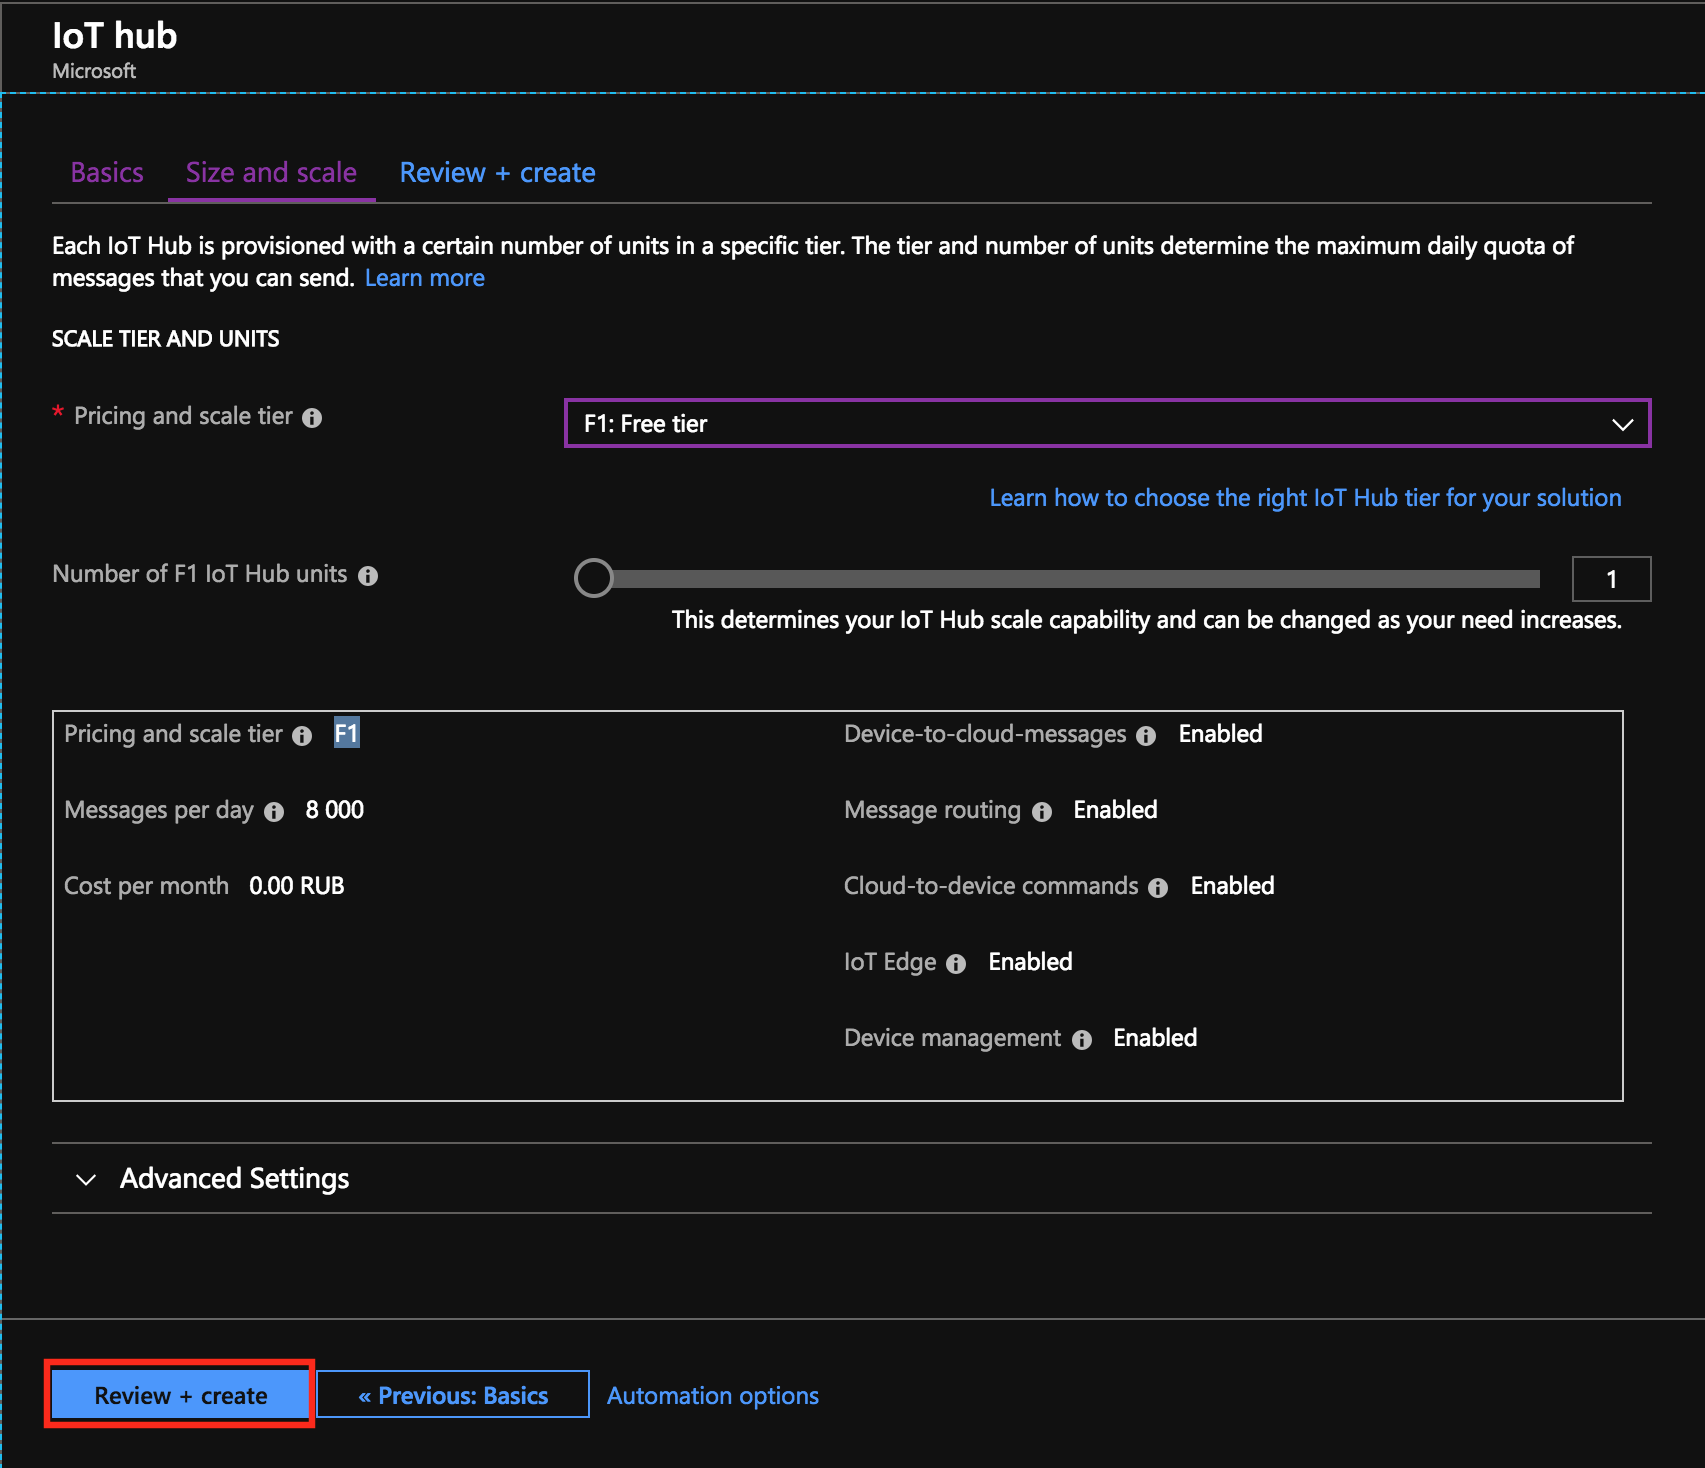 IoT hub
Microsoft
Basics Size and scale Review + create
Each IoT Hub is provisioned with a certain number of units in a specific tier. The tier and number of units determine the maximum daily quota of
messages that you can send. Learn more
SCALE TIER AND UNITS
* Pricing and scale tier
F1: Free tier
Learn how to choose the right IoT Hub tier for your solution
Number of F1 IoT Hub units
1
This determines your IoT Hub scale capability and can be changed as your need increases.
Pricing and scale tier F1
Messages per day 8 000
Cost per month 0.00 RUB
Device-to-cloud-messages Enabled
Message routing Enabled
Cloud-to-device commands Enabled
IoT Edge Enabled
Device management Enabled
Advanced Settings
Review + create « Previous: Basics Automation options